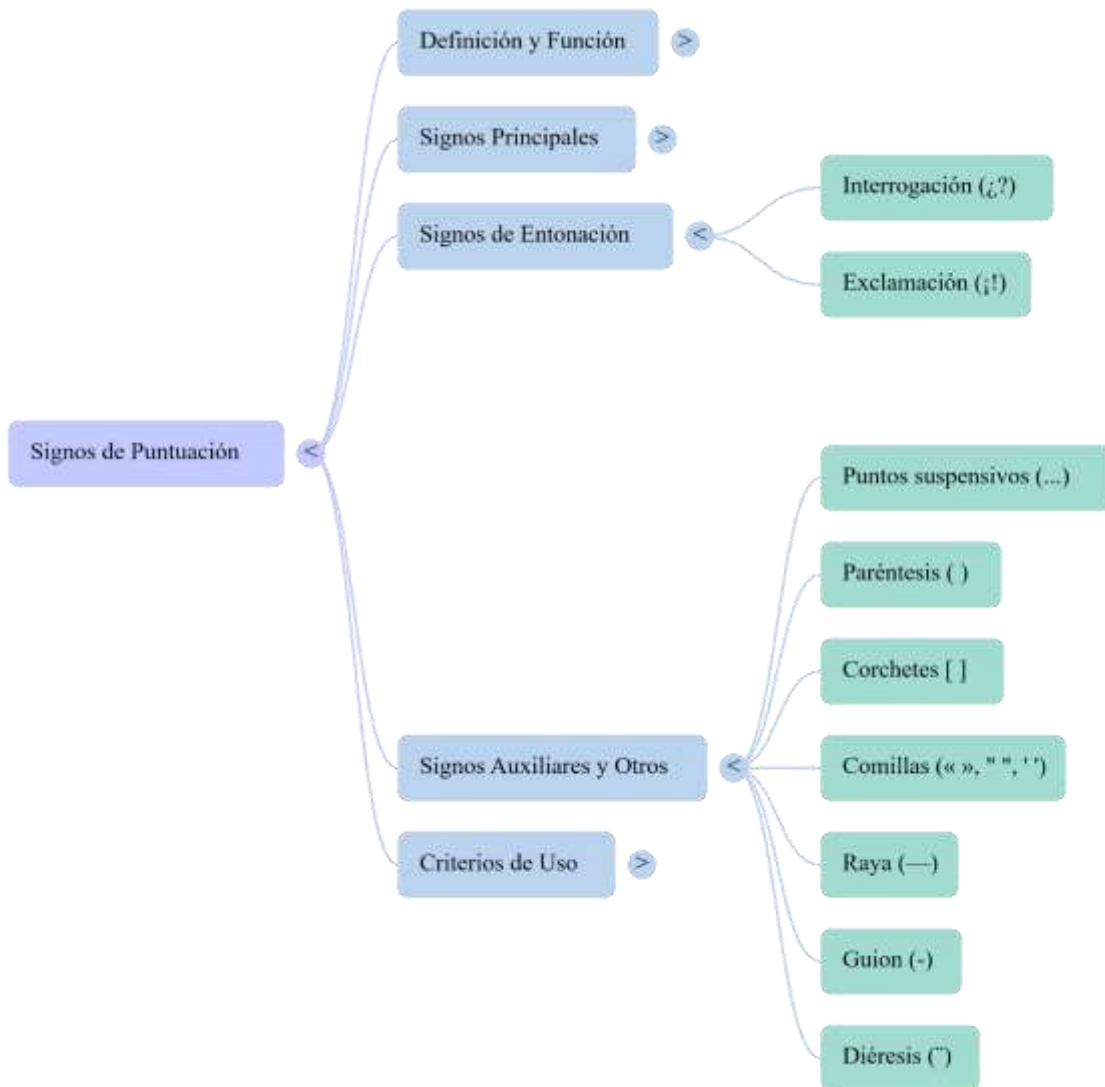 Definición y Función
>
Signos Principales
>
Signos de Entonación
<
Interrogación (¿?)
Exclamación (¡!)
Signos de Puntuación
<
Signos Auxiliares y Otros
<
Puntos suspensivos (...)
Paréntesis ( )
Corchetes [ ]
Comillas (« », " ", ' ')
Raya (—)
Guion (-)
Diéresis (¨)
Criterios de Uso
>